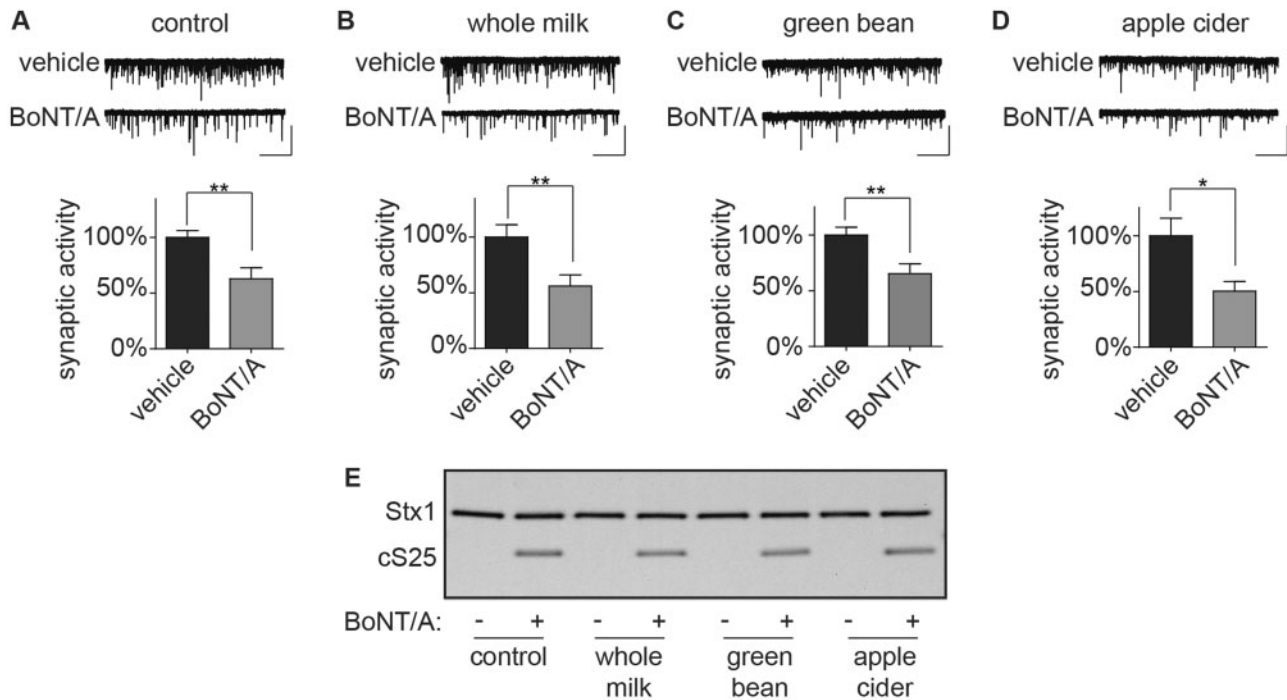 A control
vehicle
BoNT/A
**
synaptic activity
100%
50%
0%
vehicle
BoNT/A
B whole milk
vehicle
BoNT/A
**
synaptic activity
100%
50%
0%
vehicle
BoNT/A
C green bean
vehicle
BoNT/A
**
synaptic activity
100%
50%
0%
vehicle
BoNT/A
D apple cider
vehicle
BoNT/A
*
synaptic activity
100%
50%
0%
vehicle
BoNT/A
E
Stx1
cS25
BoNT/A: - + - + - + - +
control whole green apple
milk bean cider